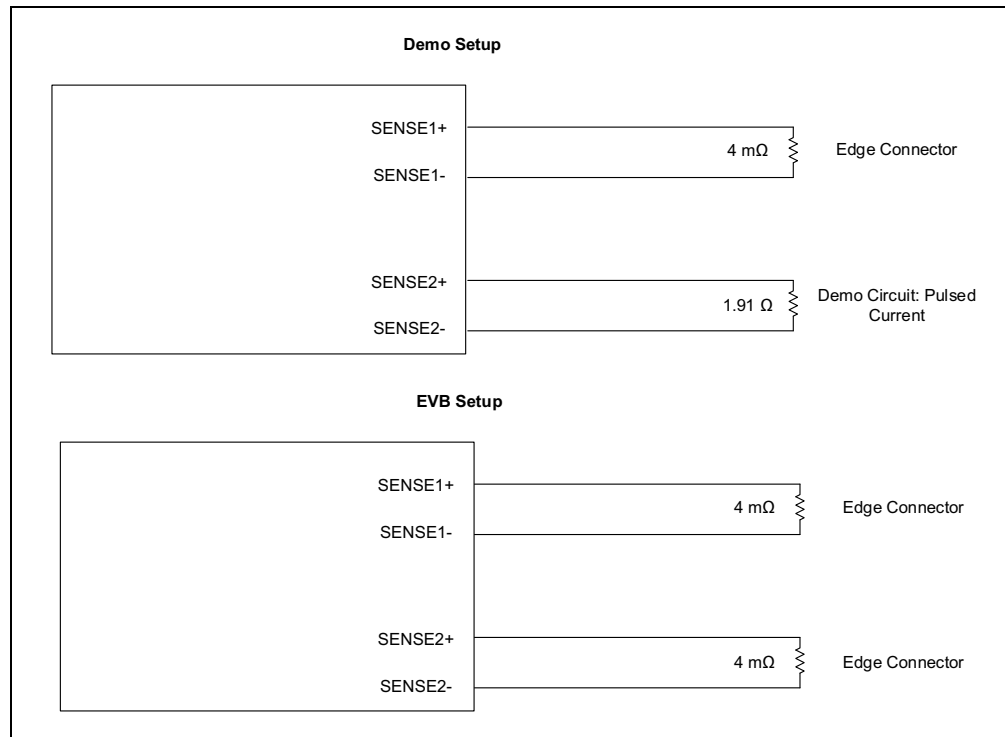 Demo Setup
SENSE1+
4 mΩ
Edge Connector
SENSE1-
SENSE2+
1.91 Ω
Demo Circuit: Pulsed
Current
SENSE2-
EVB Setup
SENSE1+
4 mΩ
Edge Connector
SENSE1-
SENSE2+
4 mΩ
Edge Connector
SENSE2-